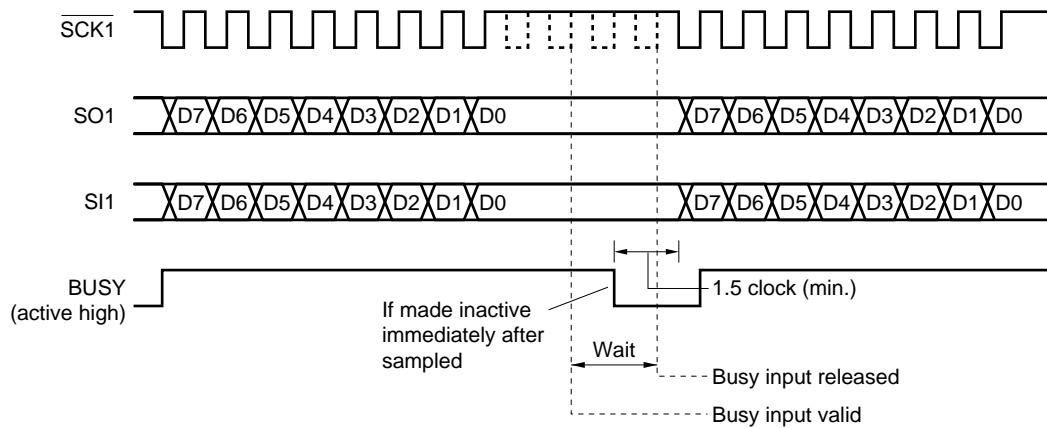 SCK1
SO1
D7 D6 D5 D4 D3 D2 D1 D0 D7 D6 D5 D4 D3 D2 D1 D0
SI1
D7 D6 D5 D4 D3 D2 D1 D0 D7 D6 D5 D4 D3 D2 D1 D0
BUSY
(active high)
1.5 clock (min.)
If made inactive
immediately after
sampled
Wait
Busy input released
Busy input valid